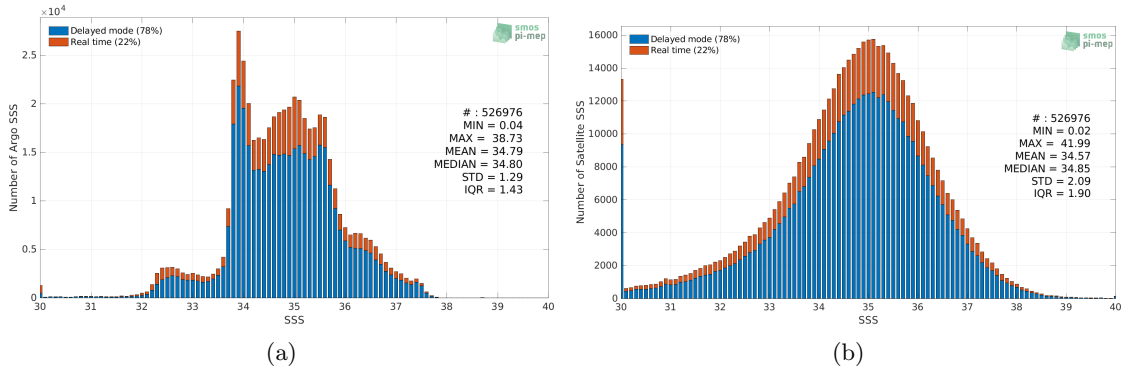 ×10⁴
Delayed mode (78%)
Real time (22%)
smos
pi-mep
# : 526976
MIN = 0.04
MAX = 38.73
MEAN = 34.79
MEDIAN = 34.80
STD = 1.29
IQR = 1.43
Number of Argo SSS
2.5
2
1.5
1
0.5
0
30 31 32 33 34 35 36 37 38 39 40
SSS
(a)
Delayed mode (78%)
Real time (22%)
smos
pi-mep
# : 526976
MIN = 0.02
MAX = 41.99
MEAN = 34.57
MEDIAN = 34.85
STD = 2.09
IQR = 1.90
Number of Satellite SSS
16000
14000
12000
10000
8000
6000
4000
2000
0
30 31 32 33 34 35 36 37 38 39 40
SSS
(b)